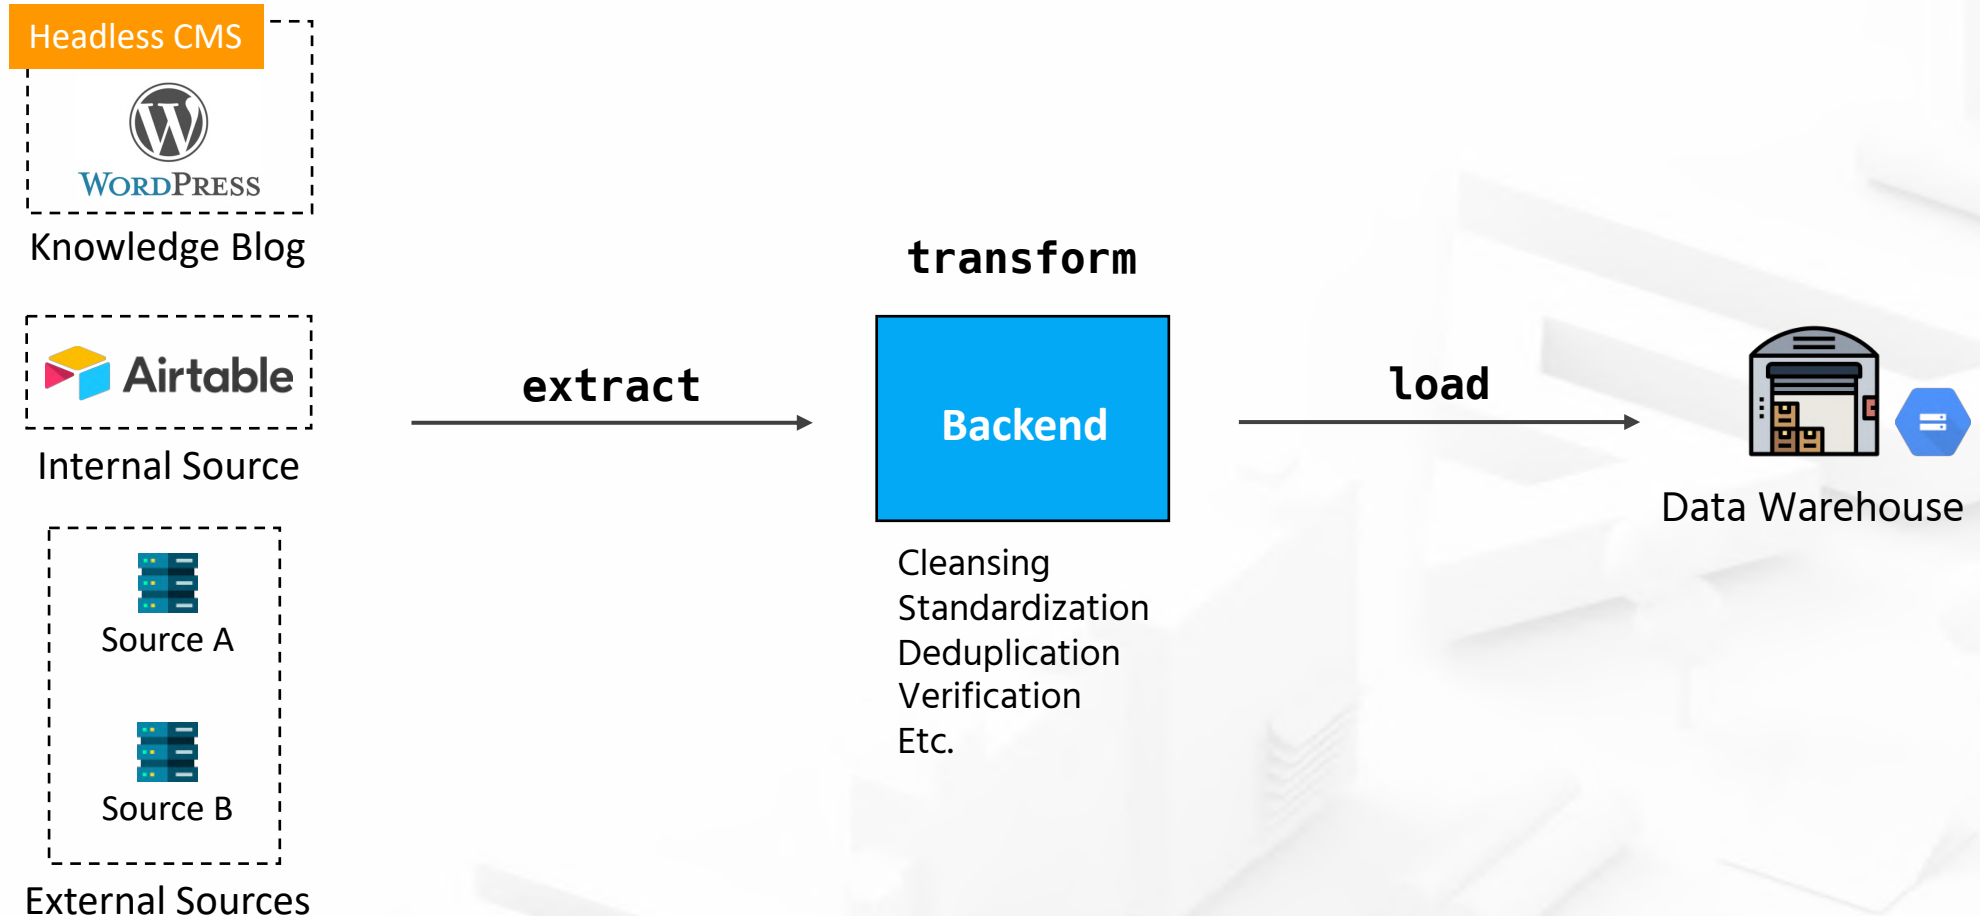 Headless CMS
WORDPRESS
Knowledge Blog
Airtable
Internal Source
Source A
Source B
External Sources
extract
transform
Backend
Cleansing
Standardization
Deduplication
Verification
Etc.
load
Data Warehouse